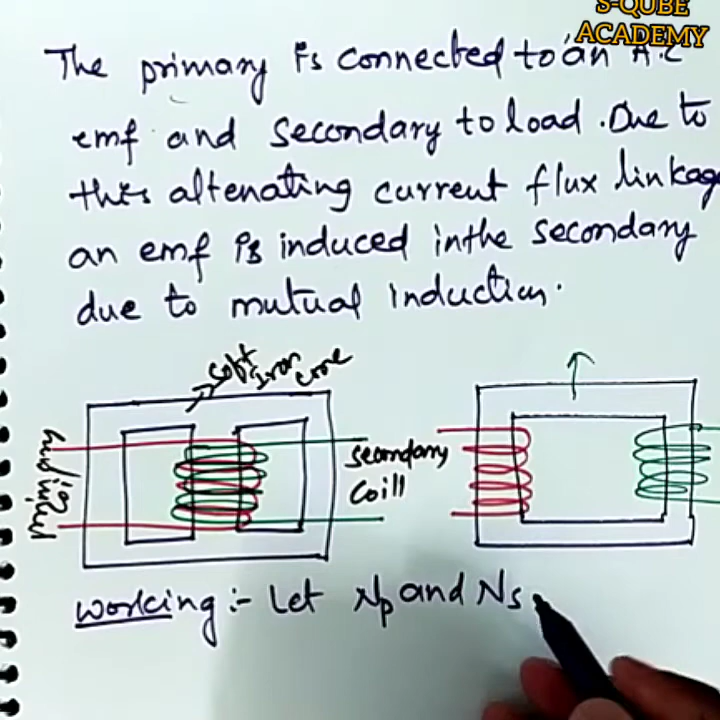 S-QUBE
ACADEMY
The primary is connected to an A.C
emf and secondary to load. Due to
this altenating current flux linkage
an emf is induced in the secondary
due to mutual induction.
soft iron core
secondary
coill
working :- Let Np and Ns